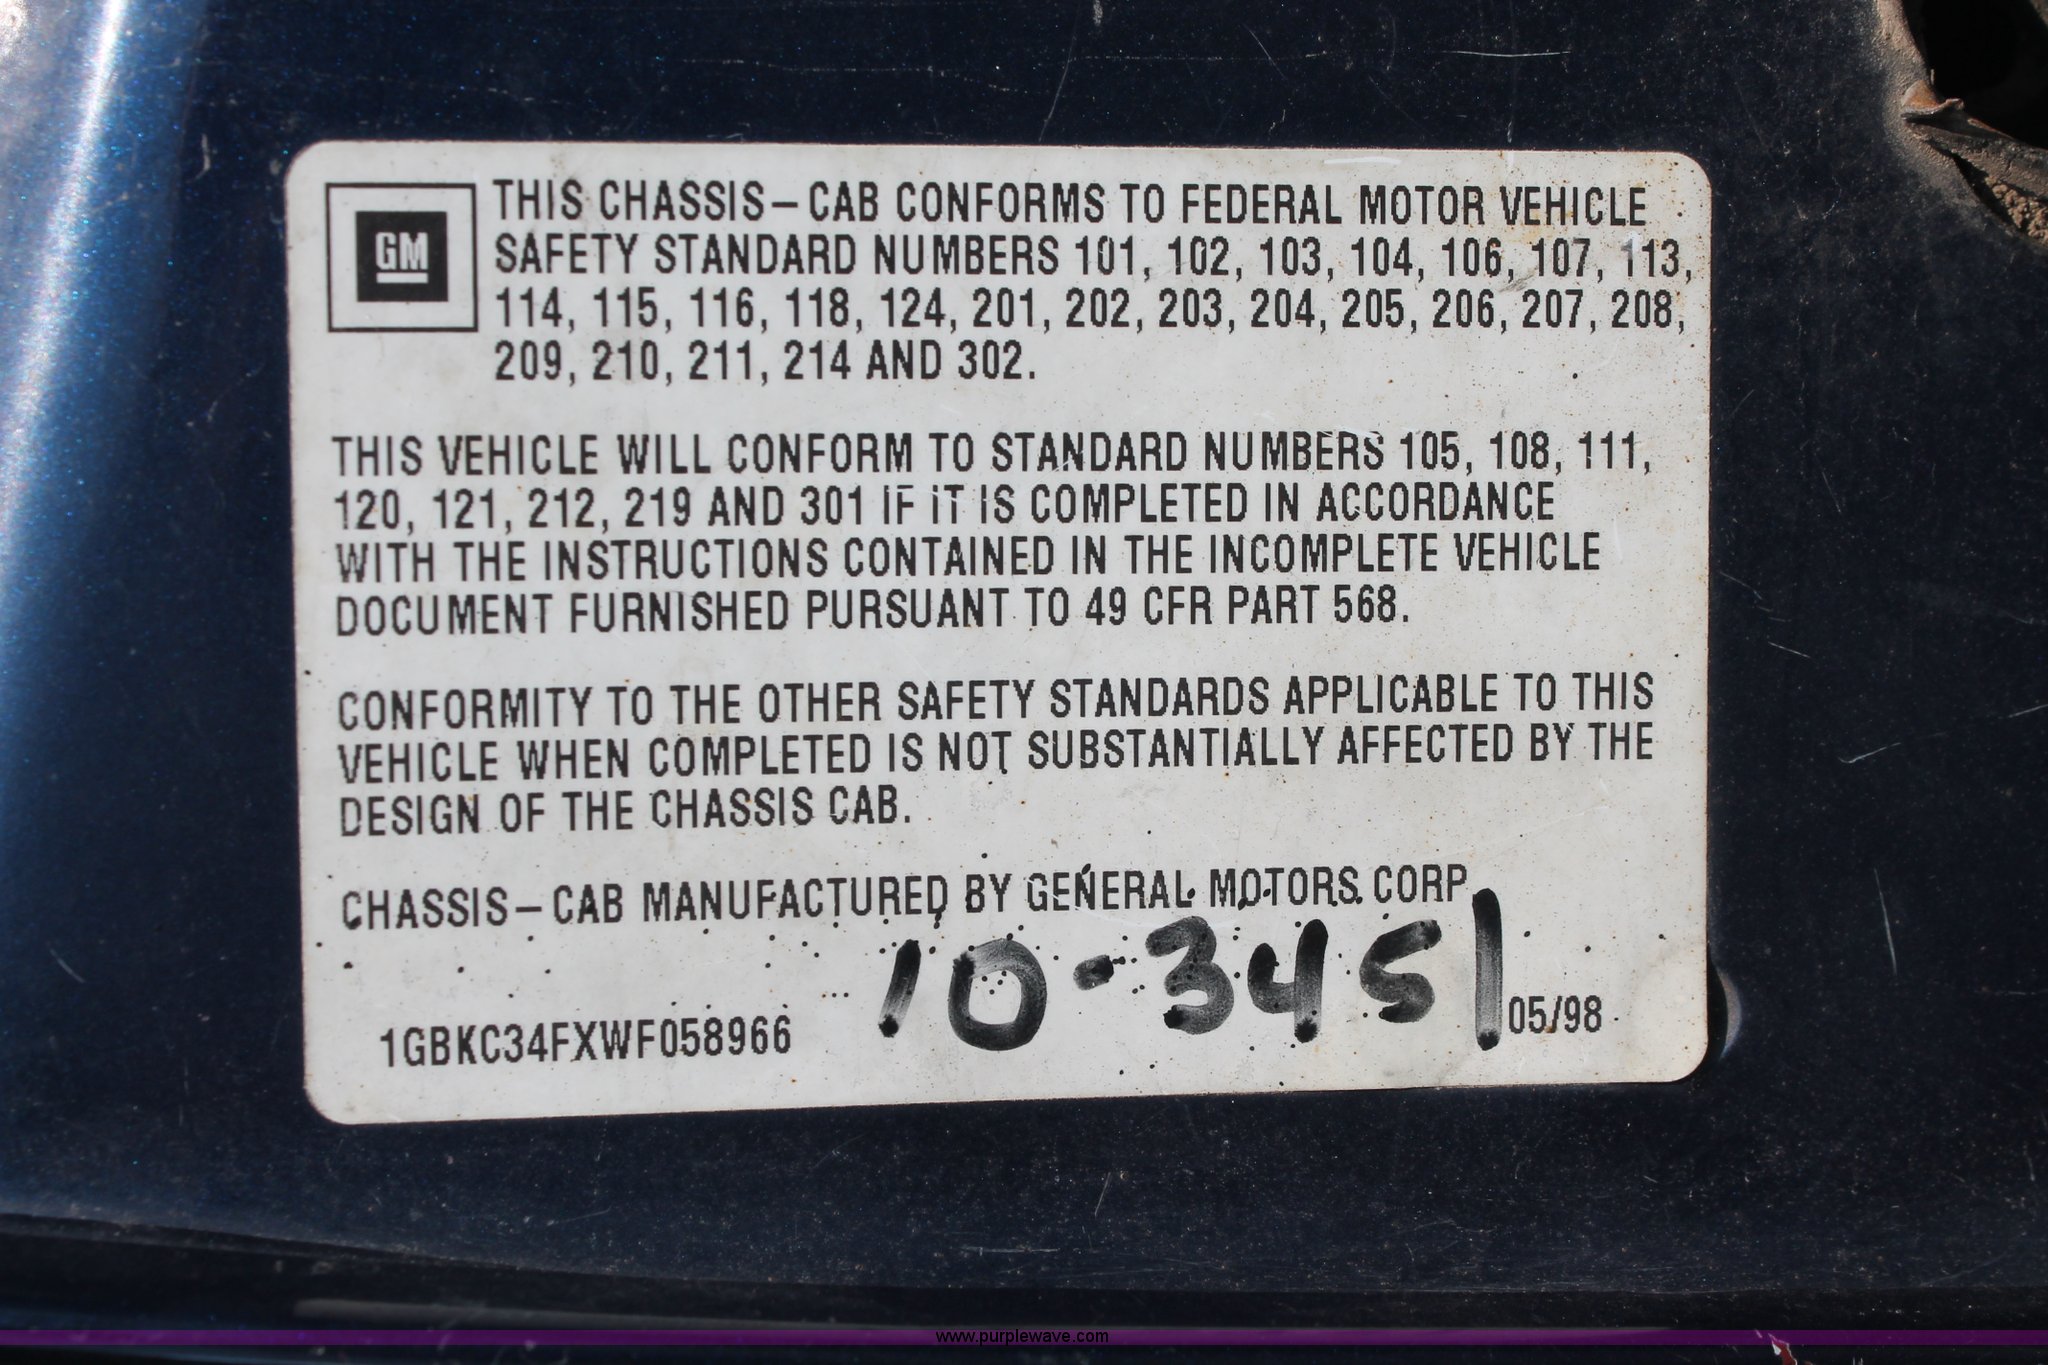 GM
THIS CHASSIS-CAB CONFORMS TO FEDERAL MOTOR VEHICLE
SAFETY STANDARD NUMBERS 101, 102, 103, 104, 106, 107, 113,
114, 115, 116, 118, 124, 201, 202, 203, 204, 205, 206, 207, 208,
209, 210, 211, 214 AND 302.
THIS VEHICLE WILL CONFORM TO STANDARD NUMBERS 105, 108, 111,
120, 121, 212, 219 AND 301 IF IT IS COMPLETED IN ACCORDANCE
WITH THE INSTRUCTIONS CONTAINED IN THE INCOMPLETE VEHICLE
DOCUMENT FURNISHED PURSUANT TO 49 CFR PART 568.
CONFORMITY TO THE OTHER SAFETY STANDARDS APPLICABLE TO THIS
VEHICLE WHEN COMPLETED IS NOT SUBSTANTIALLY AFFECTED BY THE
DESIGN OF THE CHASSIS CAB.
CHASSIS-CAB MANUFACTURED BY GENERAL MOTORS CORP
10-3451
1GBKC34FXWF058966 05/98
www.purplewave.com